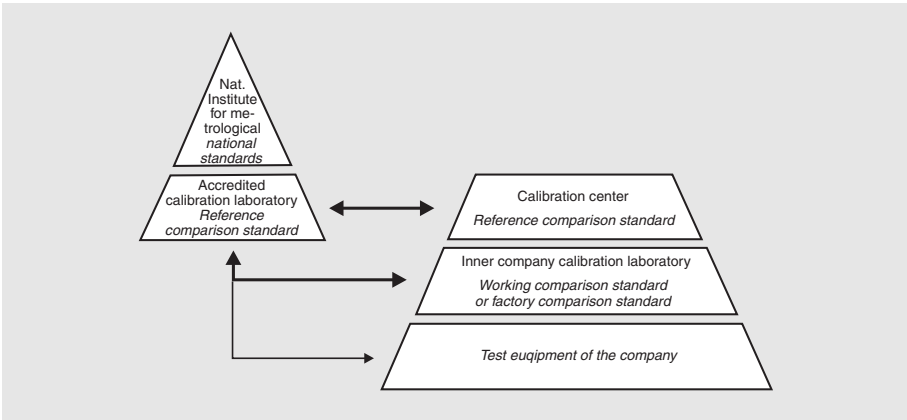 Nat.
Institute
for me-
trological
national
standards
Accredited
calibration laboratory
Reference
comparison standard
Calibration center
Reference comparison standard
Inner company calibration laboratory
Working comparison standard
or factory comparison standard
Test euqipment of the company